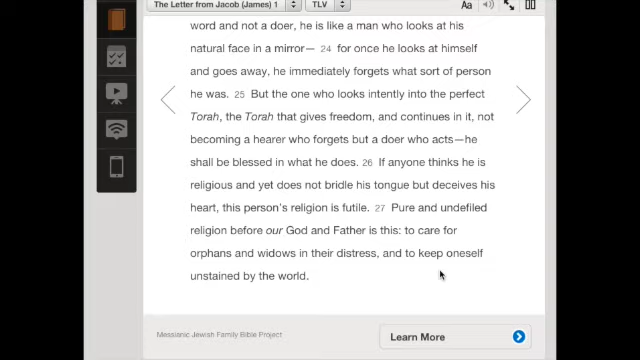 The Letter from Jacob (James) 1 TLV Aa
word and not a doer, he is like a man who looks at his
natural face in a mirror— 24 for once he looks at himself
and goes away, he immediately forgets what sort of person
he was. 25 But the one who looks intently into the perfect
Torah, the Torah that gives freedom, and continues in it, not
becoming a hearer who forgets but a doer who acts—he
shall be blessed in what he does. 26 If anyone thinks he is
religious and yet does not bridle his tongue but deceives his
heart, this person's religion is futile. 27 Pure and undefiled
religion before our God and Father is this: to care for
orphans and widows in their distress, and to keep oneself
unstained by the world.
Messianic Jewish Family Bible Project
Learn More